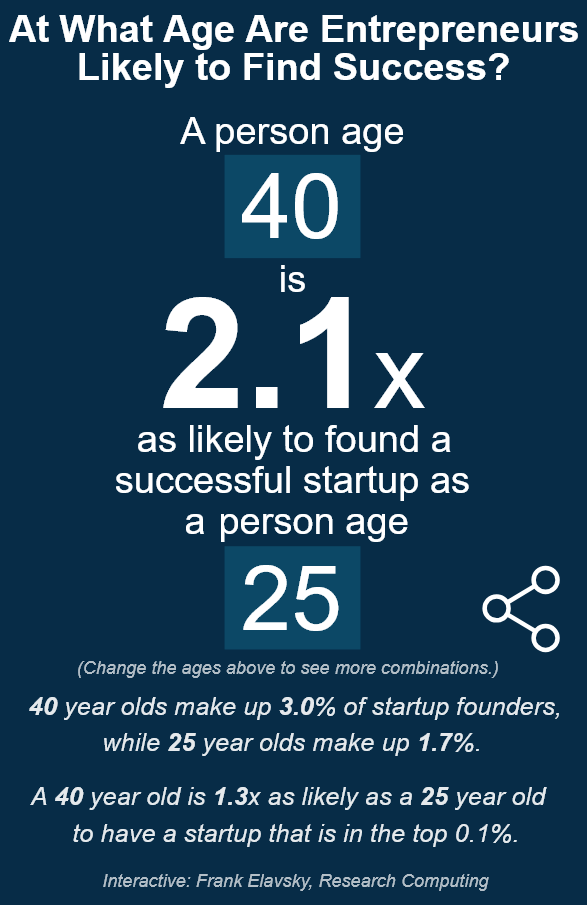 At What Age Are Entrepreneurs
Likely to Find Success?
A person age
40
is
2.1x
as likely to found a
successful startup as
a person age
25
(Change the ages above to see more combinations.)
40 year olds make up 3.0% of startup founders,
while 25 year olds make up 1.7%.
A 40 year old is 1.3x as likely as a 25 year old
to have a startup that is in the top 0.1%.
Interactive: Frank Elavsky, Research Computing